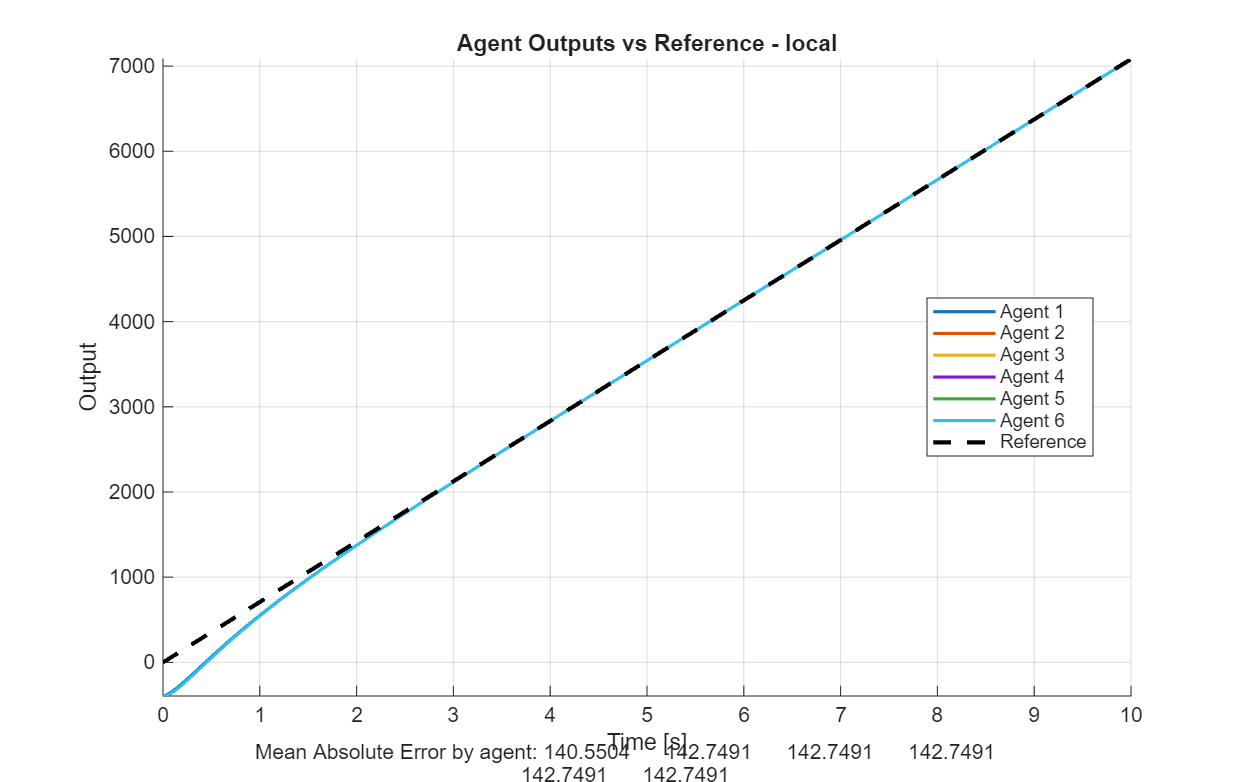 Agent Outputs vs Reference - local
7000
6000
5000
4000
3000
2000
1000
0
Output
Agent 1
Agent 2
Agent 3
Agent 4
Agent 5
Agent 6
Reference
0 1 2 3 4 5 6 7 8 9 10
Time [s]
Mean Absolute Error by agent: 140.5504 142.7491 142.7491 142.7491
142.7491 142.7491